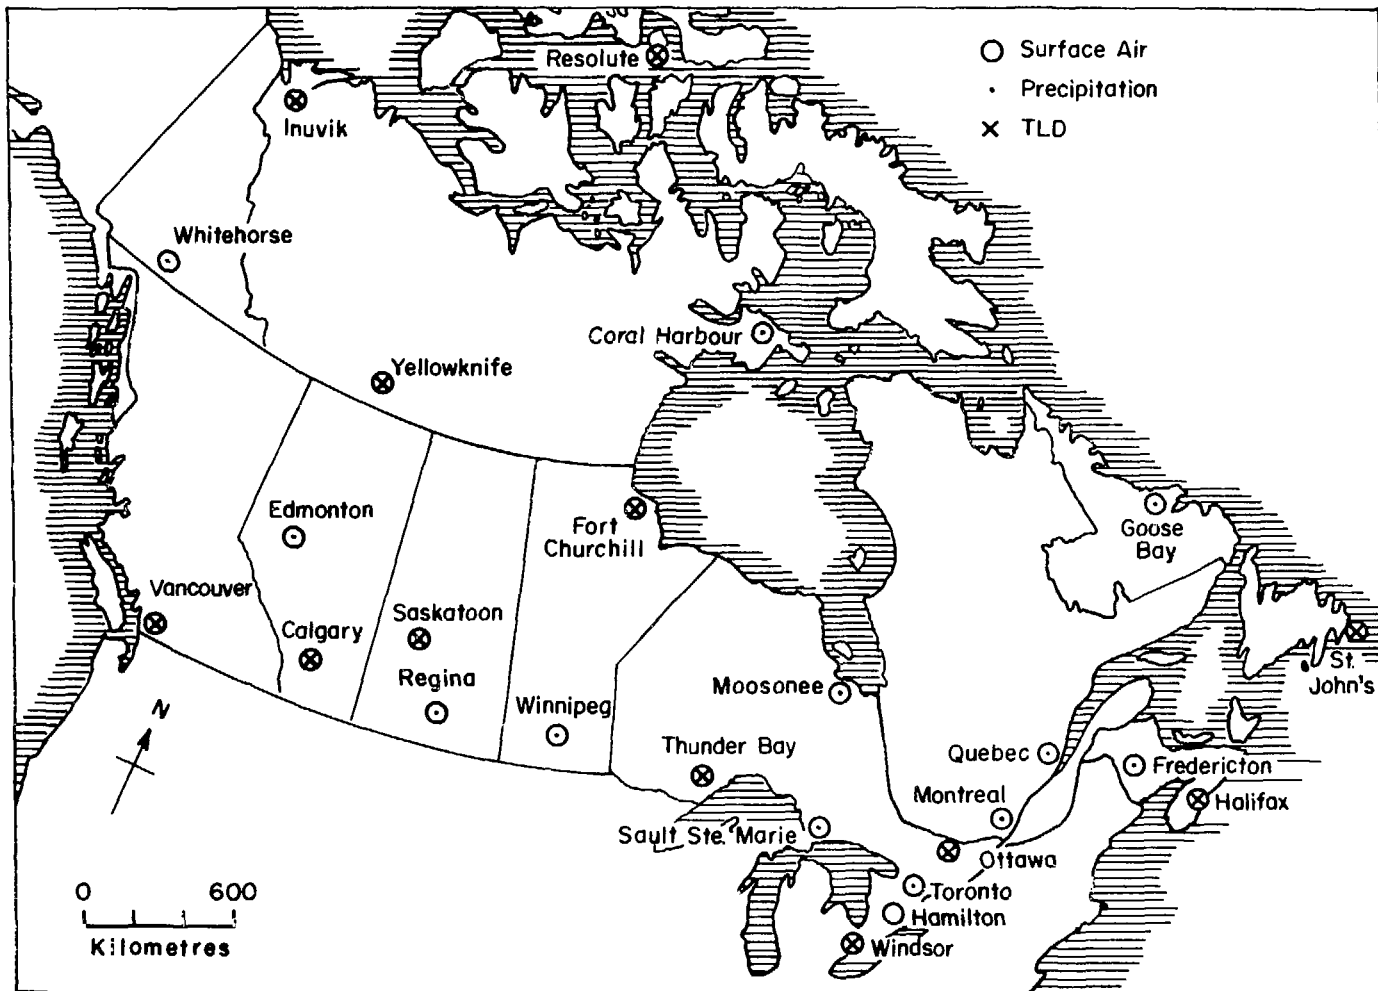 Resolute
Surface Air
Precipitation
TLD
Inuvik
Whitehorse
Coral Harbour
Yellowknife
Edmonton
Fort
Churchill
Goose
Bay
Vancouver
Calgary
Saskatoon
Regina
Winnipeg
Moosonee
St.
John's
N
Thunder Bay
Quebec
Fredericton
Montreal
Halifax
Sault Ste. Marie
Ottawa
0 600
Kilometres
Toronto
Hamilton
Windsor